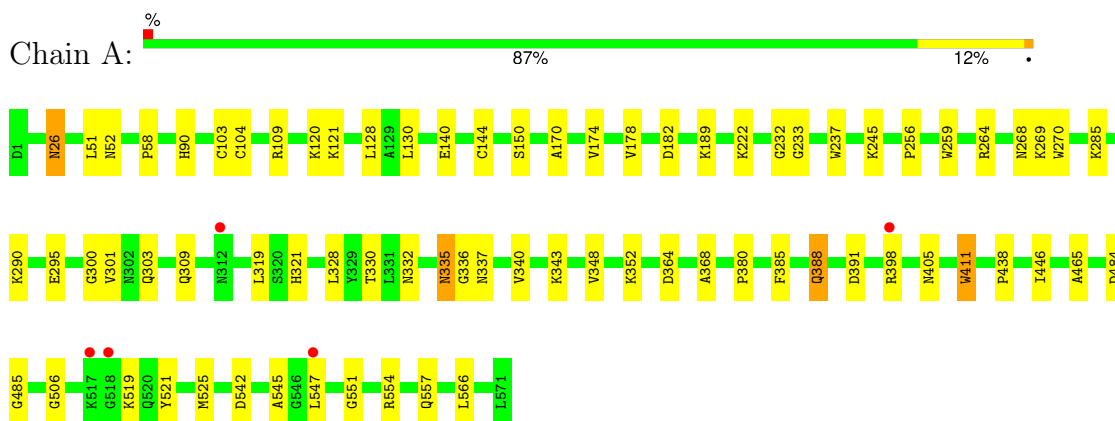 %
Chain A:
87% 12% •
D1 N26 L51 N52 P58 H90 C103 C104 R109 K120 K121 L128 A129 L130 E140 C144 S150 A170 V174 V178 D182 K189 K222 G232 G233 W237 K245 P256 W259 R264 N268 K269 W270 K285
K290 E295 G300 V301 N302 Q303 Q309 N312 L319 S320 H321 L328 Y329 T330 L331 N332 N335 G336 N337 V340 K343 V348 K352 D364 A368 P380 F385 Q388 D391 R398 N405 W411 P438 I446 A465
G485 G506 K517 G518 K519 Q520 Y521 M525 D542 A545 G546 L547 G551 R554 Q557 L566 L571